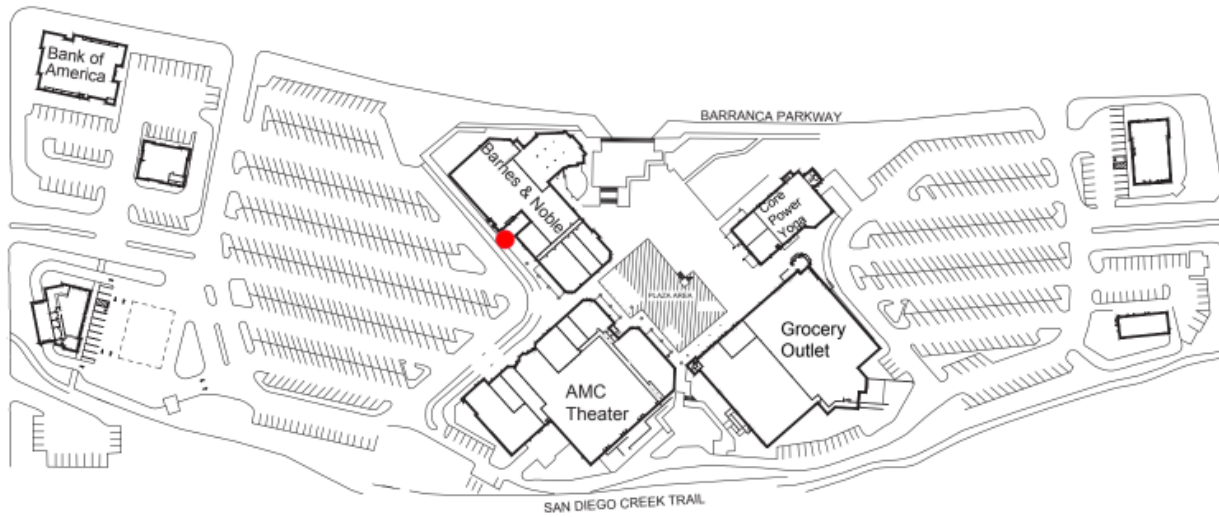 Bank of
America
BARRANCA PARKWAY
Barnes & Noble
Core
Power
Yoga
PLAZA AREA
Grocery
Outlet
AMC
Theater
SAN DIEGO CREEK TRAIL